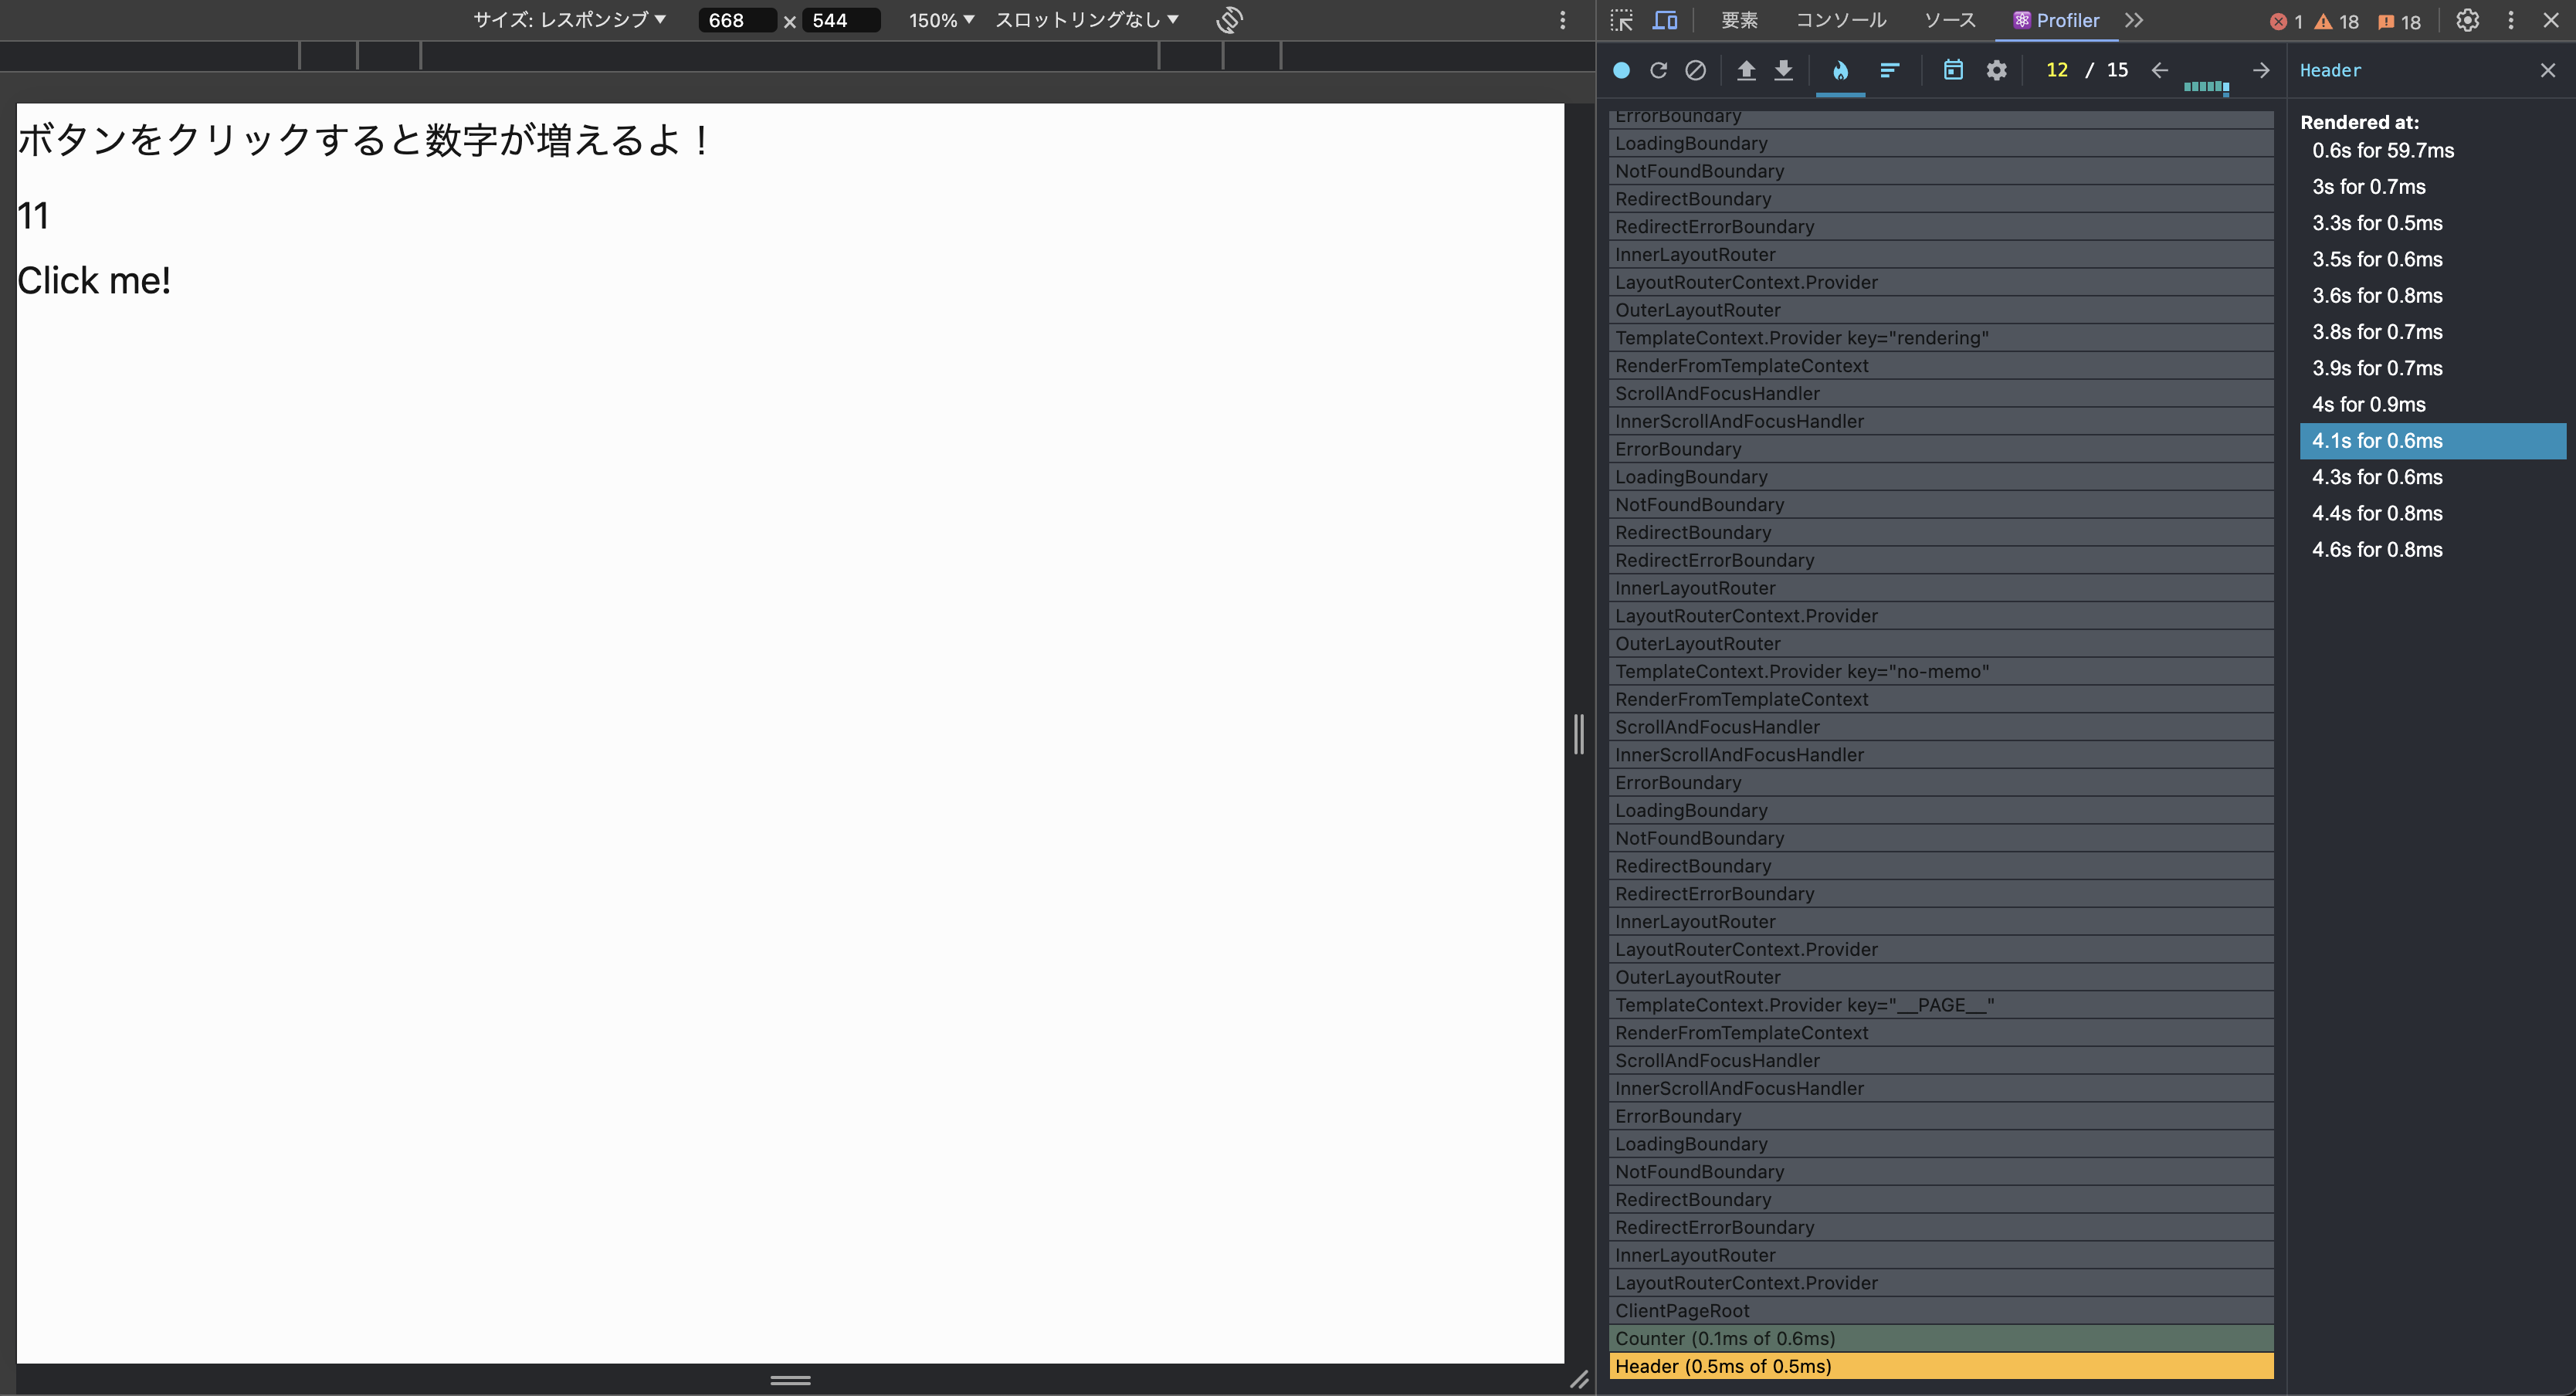 サイズ: レスポンシブ ▼ 668 × 544 150% ▼ スロットリングなし ▼
ボタンをクリックすると数字が増えるよ！
11
Click me!
要素 コンソール ソース Profiler 1 18 18
12 / 15
ErrorBoundary
LoadingBoundary
NotFoundBoundary
RedirectBoundary
RedirectErrorBoundary
InnerLayoutRouter
LayoutRouterContext.Provider
OuterLayoutRouter
TemplateContext.Provider key="rendering"
RenderFromTemplateContext
ScrollAndFocusHandler
InnerScrollAndFocusHandler
ErrorBoundary
LoadingBoundary
NotFoundBoundary
RedirectBoundary
RedirectErrorBoundary
InnerLayoutRouter
LayoutRouterContext.Provider
OuterLayoutRouter
TemplateContext.Provider key="no-memo"
RenderFromTemplateContext
ScrollAndFocusHandler
InnerScrollAndFocusHandler
ErrorBoundary
LoadingBoundary
NotFoundBoundary
RedirectBoundary
RedirectErrorBoundary
InnerLayoutRouter
LayoutRouterContext.Provider
OuterLayoutRouter
TemplateContext.Provider key="__PAGE__"
RenderFromTemplateContext
ScrollAndFocusHandler
InnerScrollAndFocusHandler
ErrorBoundary
LoadingBoundary
NotFoundBoundary
RedirectBoundary
RedirectErrorBoundary
InnerLayoutRouter
LayoutRouterContext.Provider
ClientPageRoot
Counter (0.1ms of 0.6ms)
Header (0.5ms of 0.5ms)
Header
Rendered at:
0.6s for 59.7ms
3s for 0.7ms
3.3s for 0.5ms
3.5s for 0.6ms
3.6s for 0.8ms
3.8s for 0.7ms
3.9s for 0.7ms
4s for 0.9ms
4.1s for 0.6ms
4.3s for 0.6ms
4.4s for 0.8ms
4.6s for 0.8ms